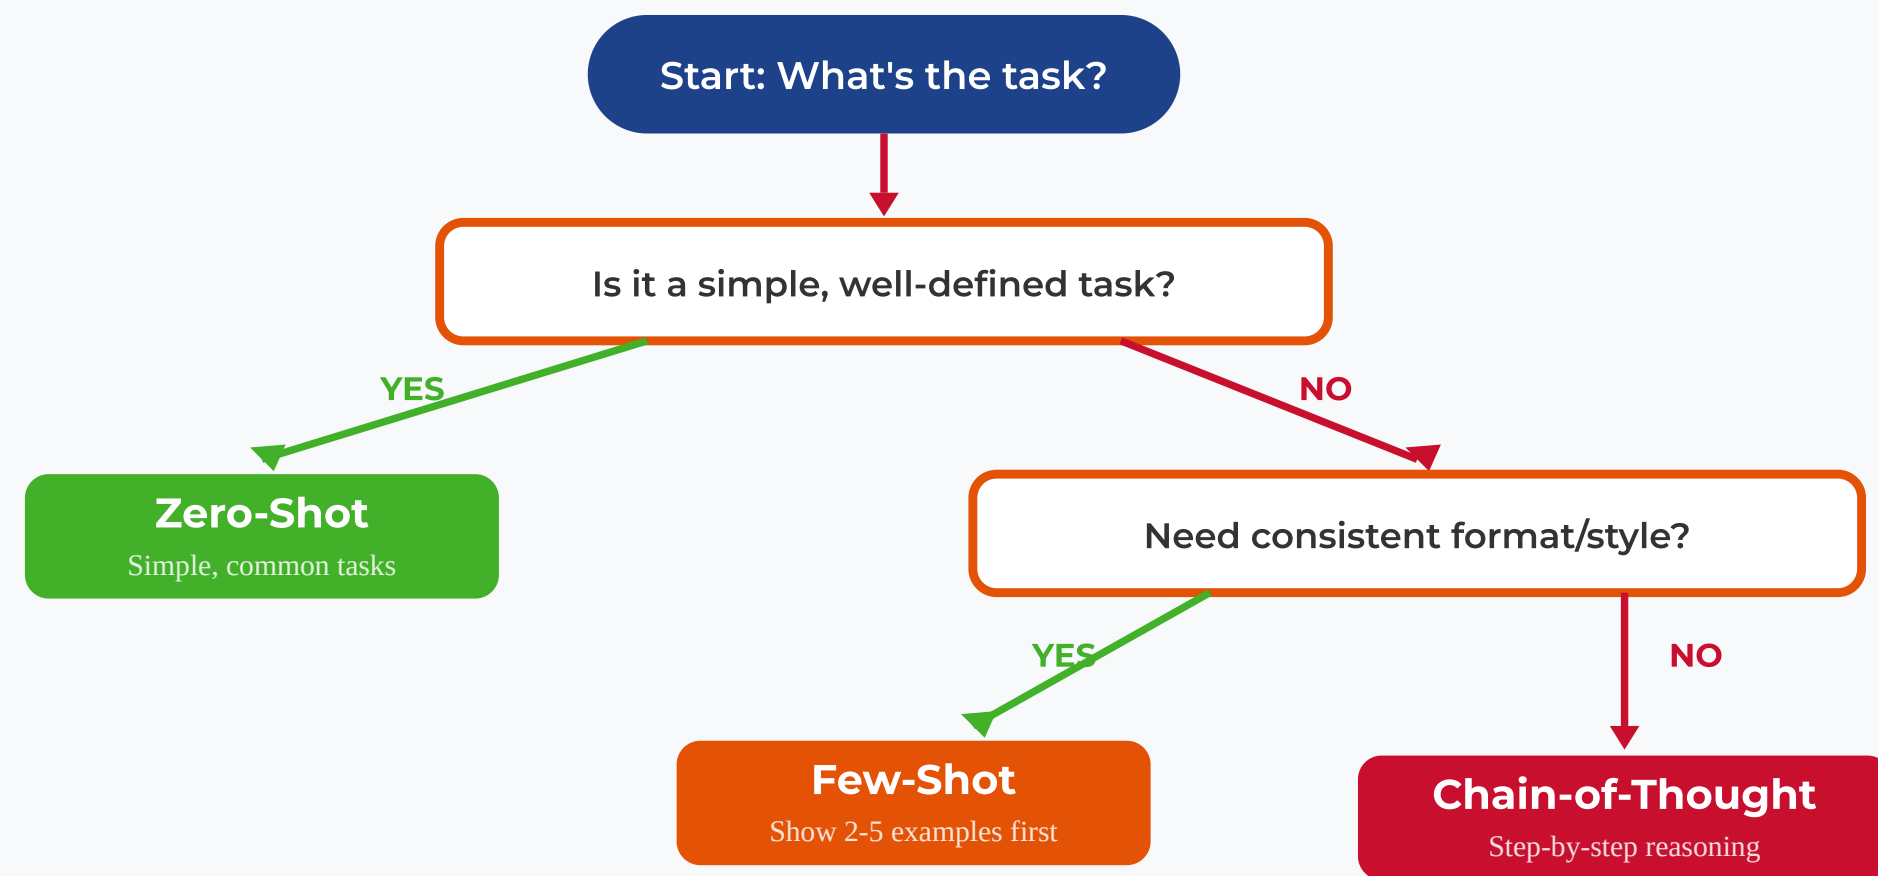 Start: What's the task?
Is it a simple, well-defined task?
YES
NO
Zero-Shot
Simple, common tasks
Need consistent format/style?
YES
NO
Few-Shot
Show 2-5 examples first
Chain-of-Thought
Step-by-step reasoning